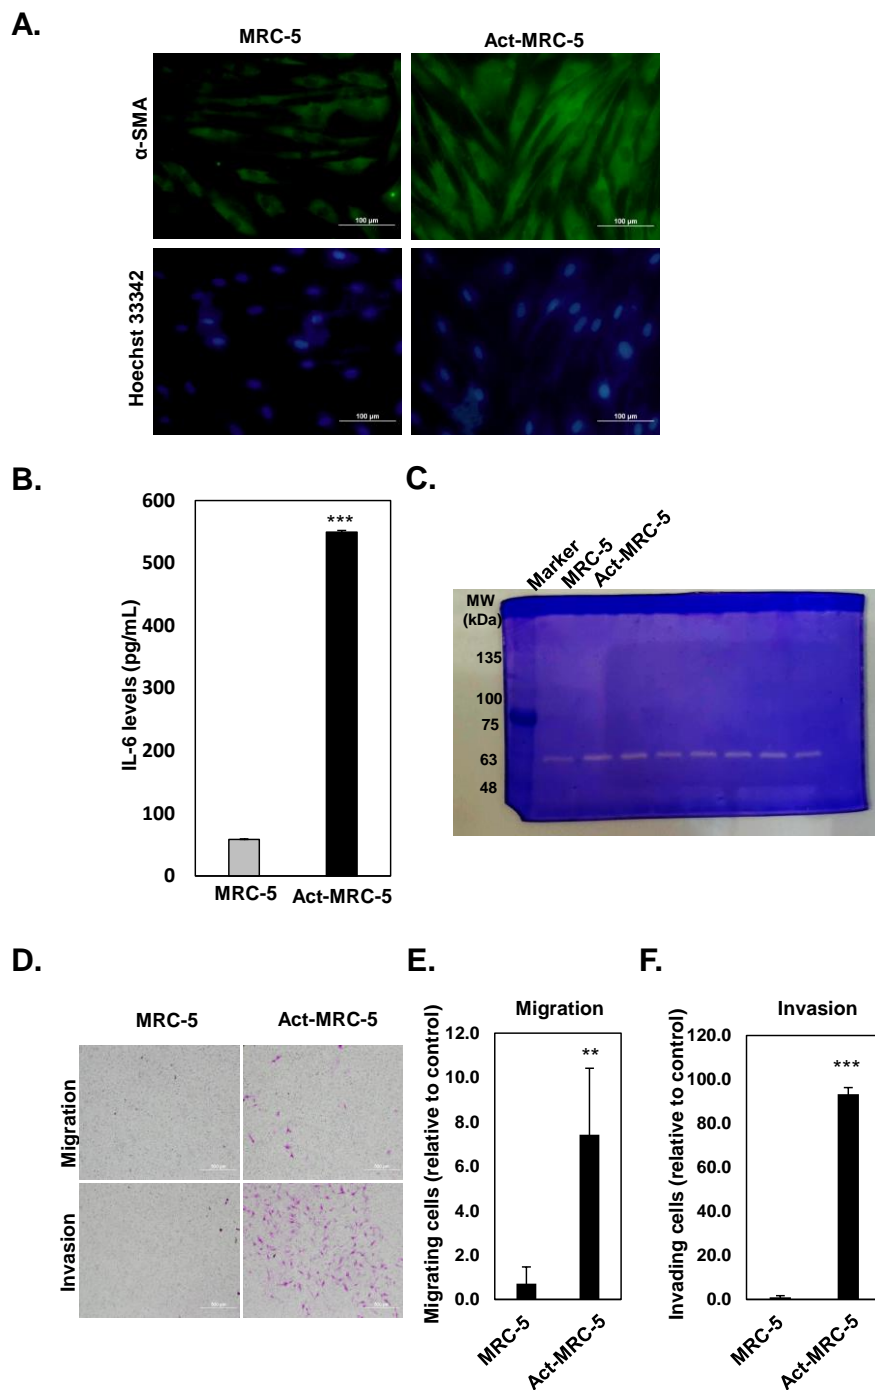 A.
MRC-5
Act-MRC-5
α-SMA
100 µm
100 µm
Hoechst 33342
100 µm
100 µm
B.
600
500
400
300
200
100
0
IL-6 levels (pg/mL)
***
MRC-5
Act-MRC-5
C.
Marker
MRC-5
Act-MRC-5
MW
(kDa)
135
100
75
63
48
D.
MRC-5
Act-MRC-5
Migration
Invasion
E.
Migration
Migrating cells (relative to control)
12.0
10.0
8.0
6.0
4.0
2.0
0.0
**
MRC-5
Act-MRC-5
F.
Invasion
Invading cells (relative to control)
120.0
100.0
80.0
60.0
40.0
20.0
0.0
***
MRC-5
Act-MRC-5